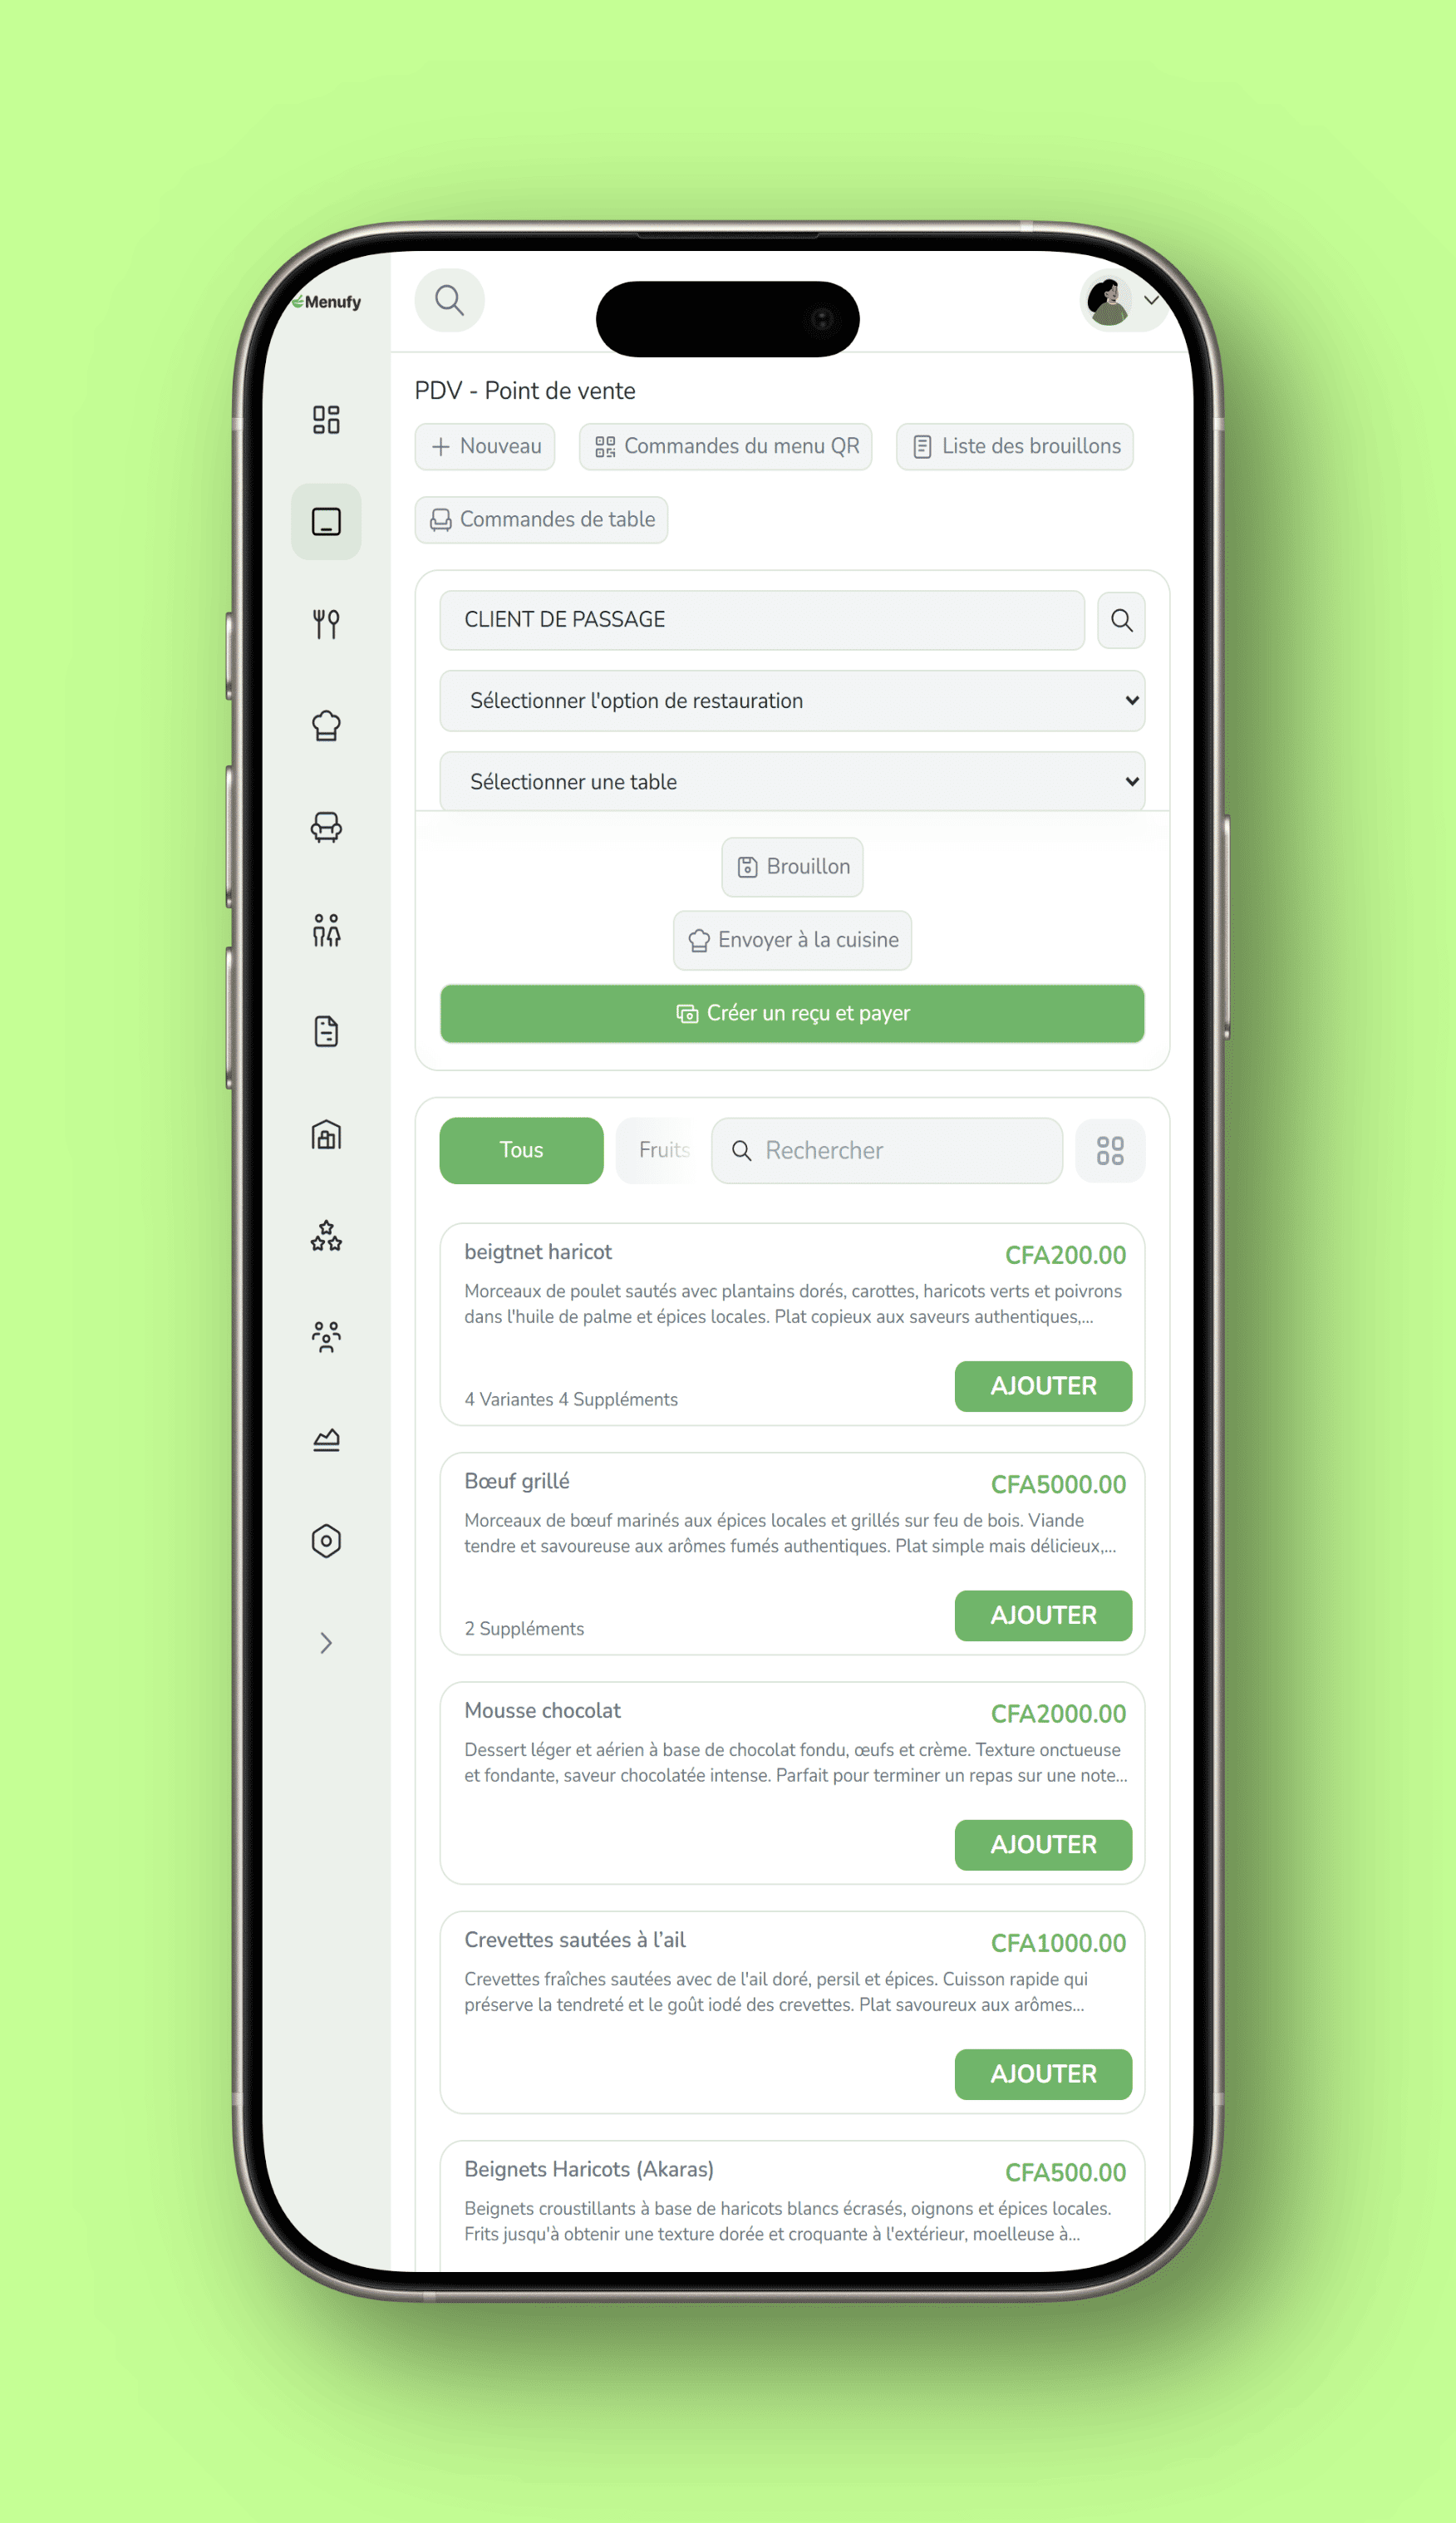 Menufy
PDV - Point de vente
Nouveau
Commandes du menu QR
Liste des brouillons
Commandes de table
CLIENT DE PASSAGE
Sélectionner l'option de restauration
Sélectionner une table
Brouillon
Envoyer à la cuisine
Créer un reçu et payer
Tous
Fruits
Rechercher
beigtnet haricot
CFA200.00
Morceaux de poulet sautés avec plantains dorés, carottes, haricots verts et poivrons
dans l'huile de palme et épices locales. Plat copieux aux saveurs authentiques,...
4 Variantes 4 Suppléments
AJOUTER
Bœuf grillé
CFA5000.00
Morceaux de bœuf marinés aux épices locales et grillés sur feu de bois. Viande
tendre et savoureuse aux arômes fumés authentiques. Plat simple mais délicieux,...
2 Suppléments
AJOUTER
Mousse chocolat
CFA2000.00
Dessert léger et aérien à base de chocolat fondu, œufs et crème. Texture onctueuse
et fondante, saveur chocolatée intense. Parfait pour terminer un repas sur une note...
AJOUTER
Crevettes sautées à l’ail
CFA1000.00
Crevettes fraîches sautées avec de l'ail doré, persil et épices. Cuisson rapide qui
préserve la tendreté et le goût iodé des crevettes. Plat savoureux aux arômes...
AJOUTER
Beignets Haricots (Akaras)
CFA500.00
Beignets croustillants à base de haricots blancs écrasés, oignons et épices locales.
Frits jusqu'à obtenir une texture dorée et croquante à l'extérieur, moelleuse à...